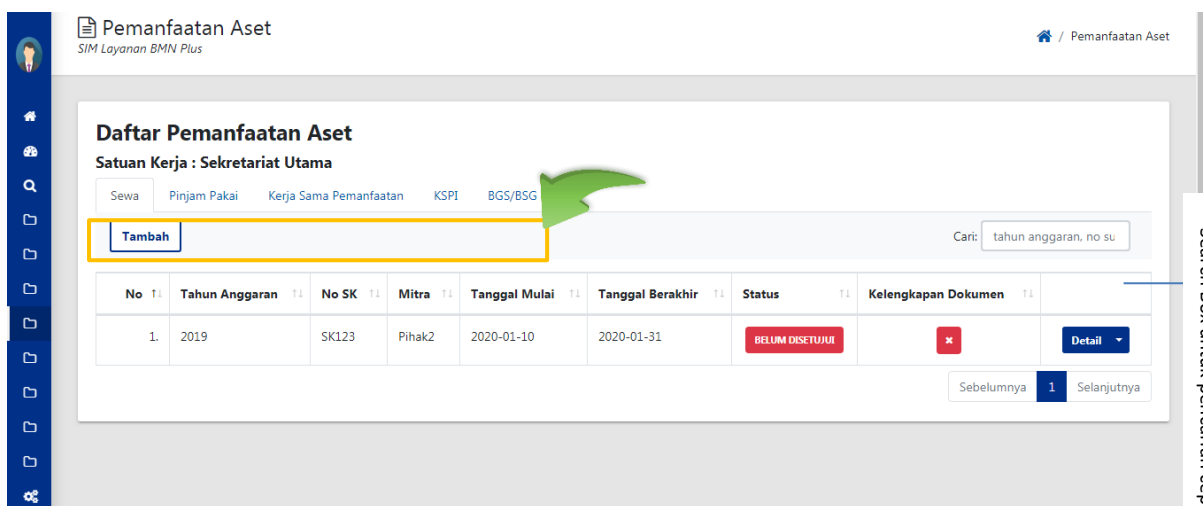 Pemanfaatan Aset
SIM Layanan BMN Plus
/ Pemanfaatan Aset
Daftar Pemanfaatan Aset
Satuan Kerja : Sekretariat Utama
Sewa Pinjam Pakai Kerja Sama Pemanfaatan KSPI BGS/BSG
Tambah
Cari: tahun anggaran, no su
No Tahun Anggaran No SK Mitra Tanggal Mulai Tanggal Berakhir Status Kelengkapan Dokumen
1. 2019 SK123 Pihak2 2020-01-10 2020-01-31 BELUM DISETUJUI Detail
Sebelumnya 1 Selanjutnya